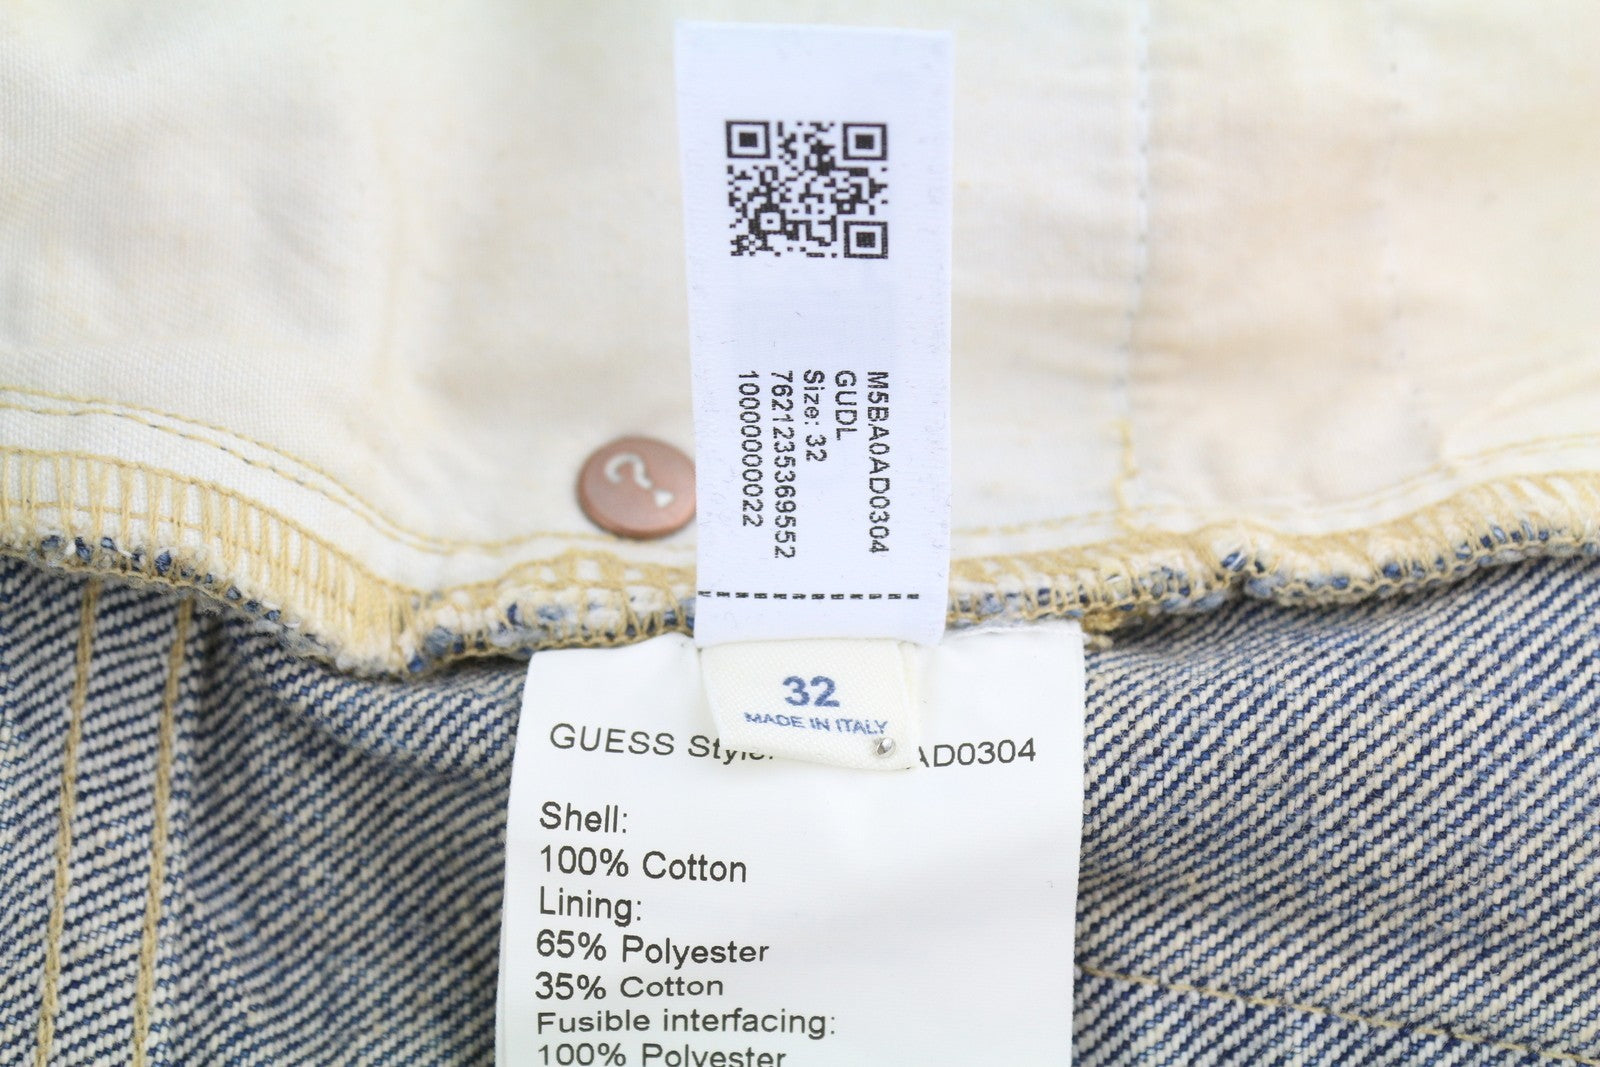 M5BA0AD0304
GUDL
Size: 32
7621235369552
10000000022
32
MADE IN ITALY
GUESS Style: AD0304
Shell:
100% Cotton
Lining:
65% Polyester
35% Cotton
Fusible interfacing:
100% Polyester